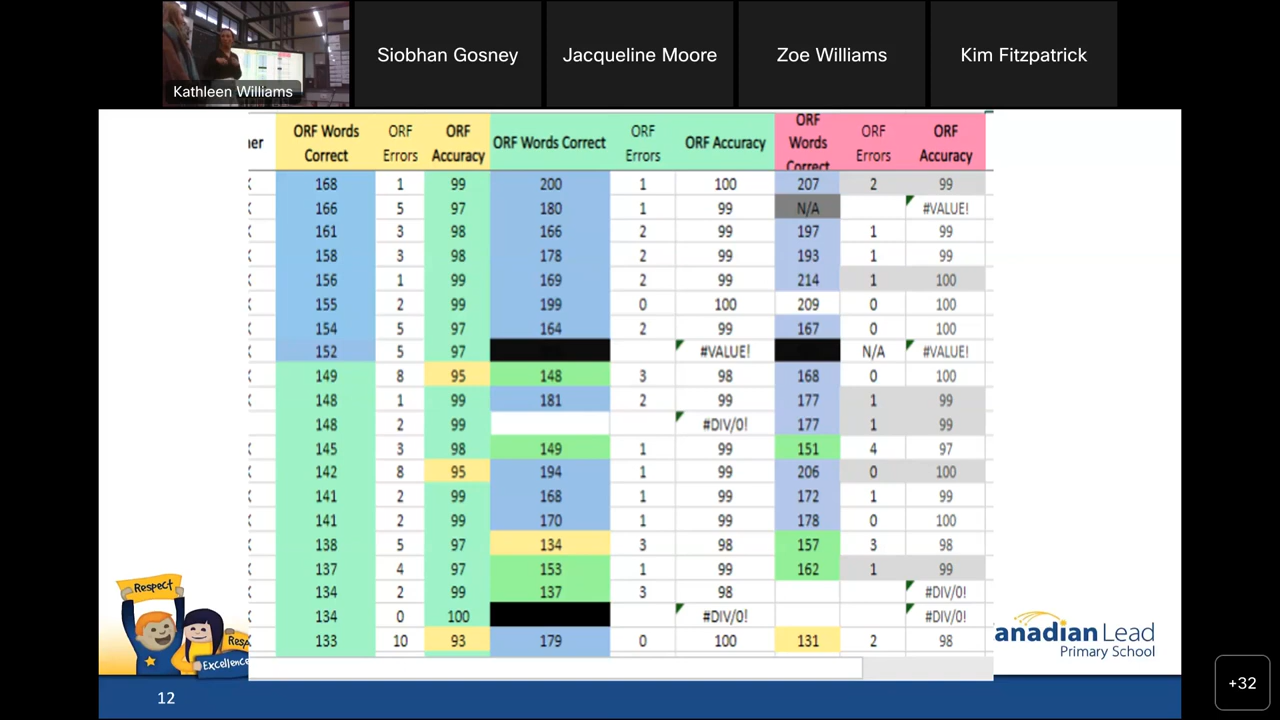 Kathleen Williams
Siobhan Gosney
Jacqueline Moore
Zoe Williams
Kim Fitzpatrick
er ORF Words Correct ORF Errors ORF Accuracy ORF Words Correct ORF Errors ORF Accuracy ORF Words Correct ORF Errors ORF Accuracy
168 1 99 200 1 100 207 2 99
166 5 97 180 1 99 N/A #VALUE!
161 3 98 166 2 99 197 1 99
158 3 98 178 2 99 193 1 99
156 1 99 169 2 99 214 1 100
155 2 99 199 0 100 209 0 100
154 5 97 164 2 99 167 0 100
152 5 97 #VALUE! N/A #VALUE!
149 8 95 148 3 98 168 0 100
148 1 99 181 2 99 177 1 99
148 2 99 #DIV/0! 177 1 99
145 3 98 149 1 99 151 4 97
142 8 95 194 1 99 206 0 100
141 2 99 168 1 99 172 1 99
141 2 99 170 1 99 178 0 100
138 5 97 134 3 98 157 3 98
137 4 97 153 1 99 162 1 99
134 2 99 137 3 98 #DIV/0!
134 0 100 #DIV/0! #DIV/0!
133 10 93 179 0 100 131 2 98
Respect
Resp
Excellence
anadian Lead
Primary School
12
+32